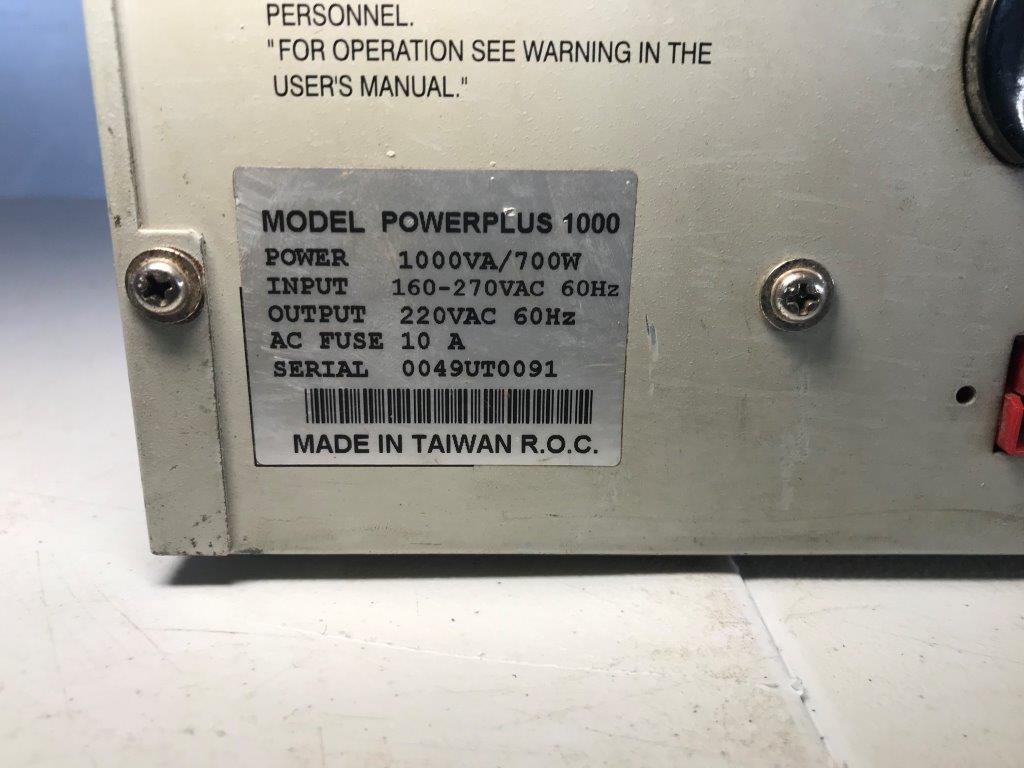 PERSONNEL.
"FOR OPERATION SEE WARNING IN THE
USER'S MANUAL."
MODEL POWERPLUS 1000
POWER 1000VA/700W
INPUT 160-270VAC 60Hz
OUTPUT 220VAC 60Hz
AC FUSE 10 A
SERIAL 0049UT0091
MADE IN TAIWAN R.O.C.